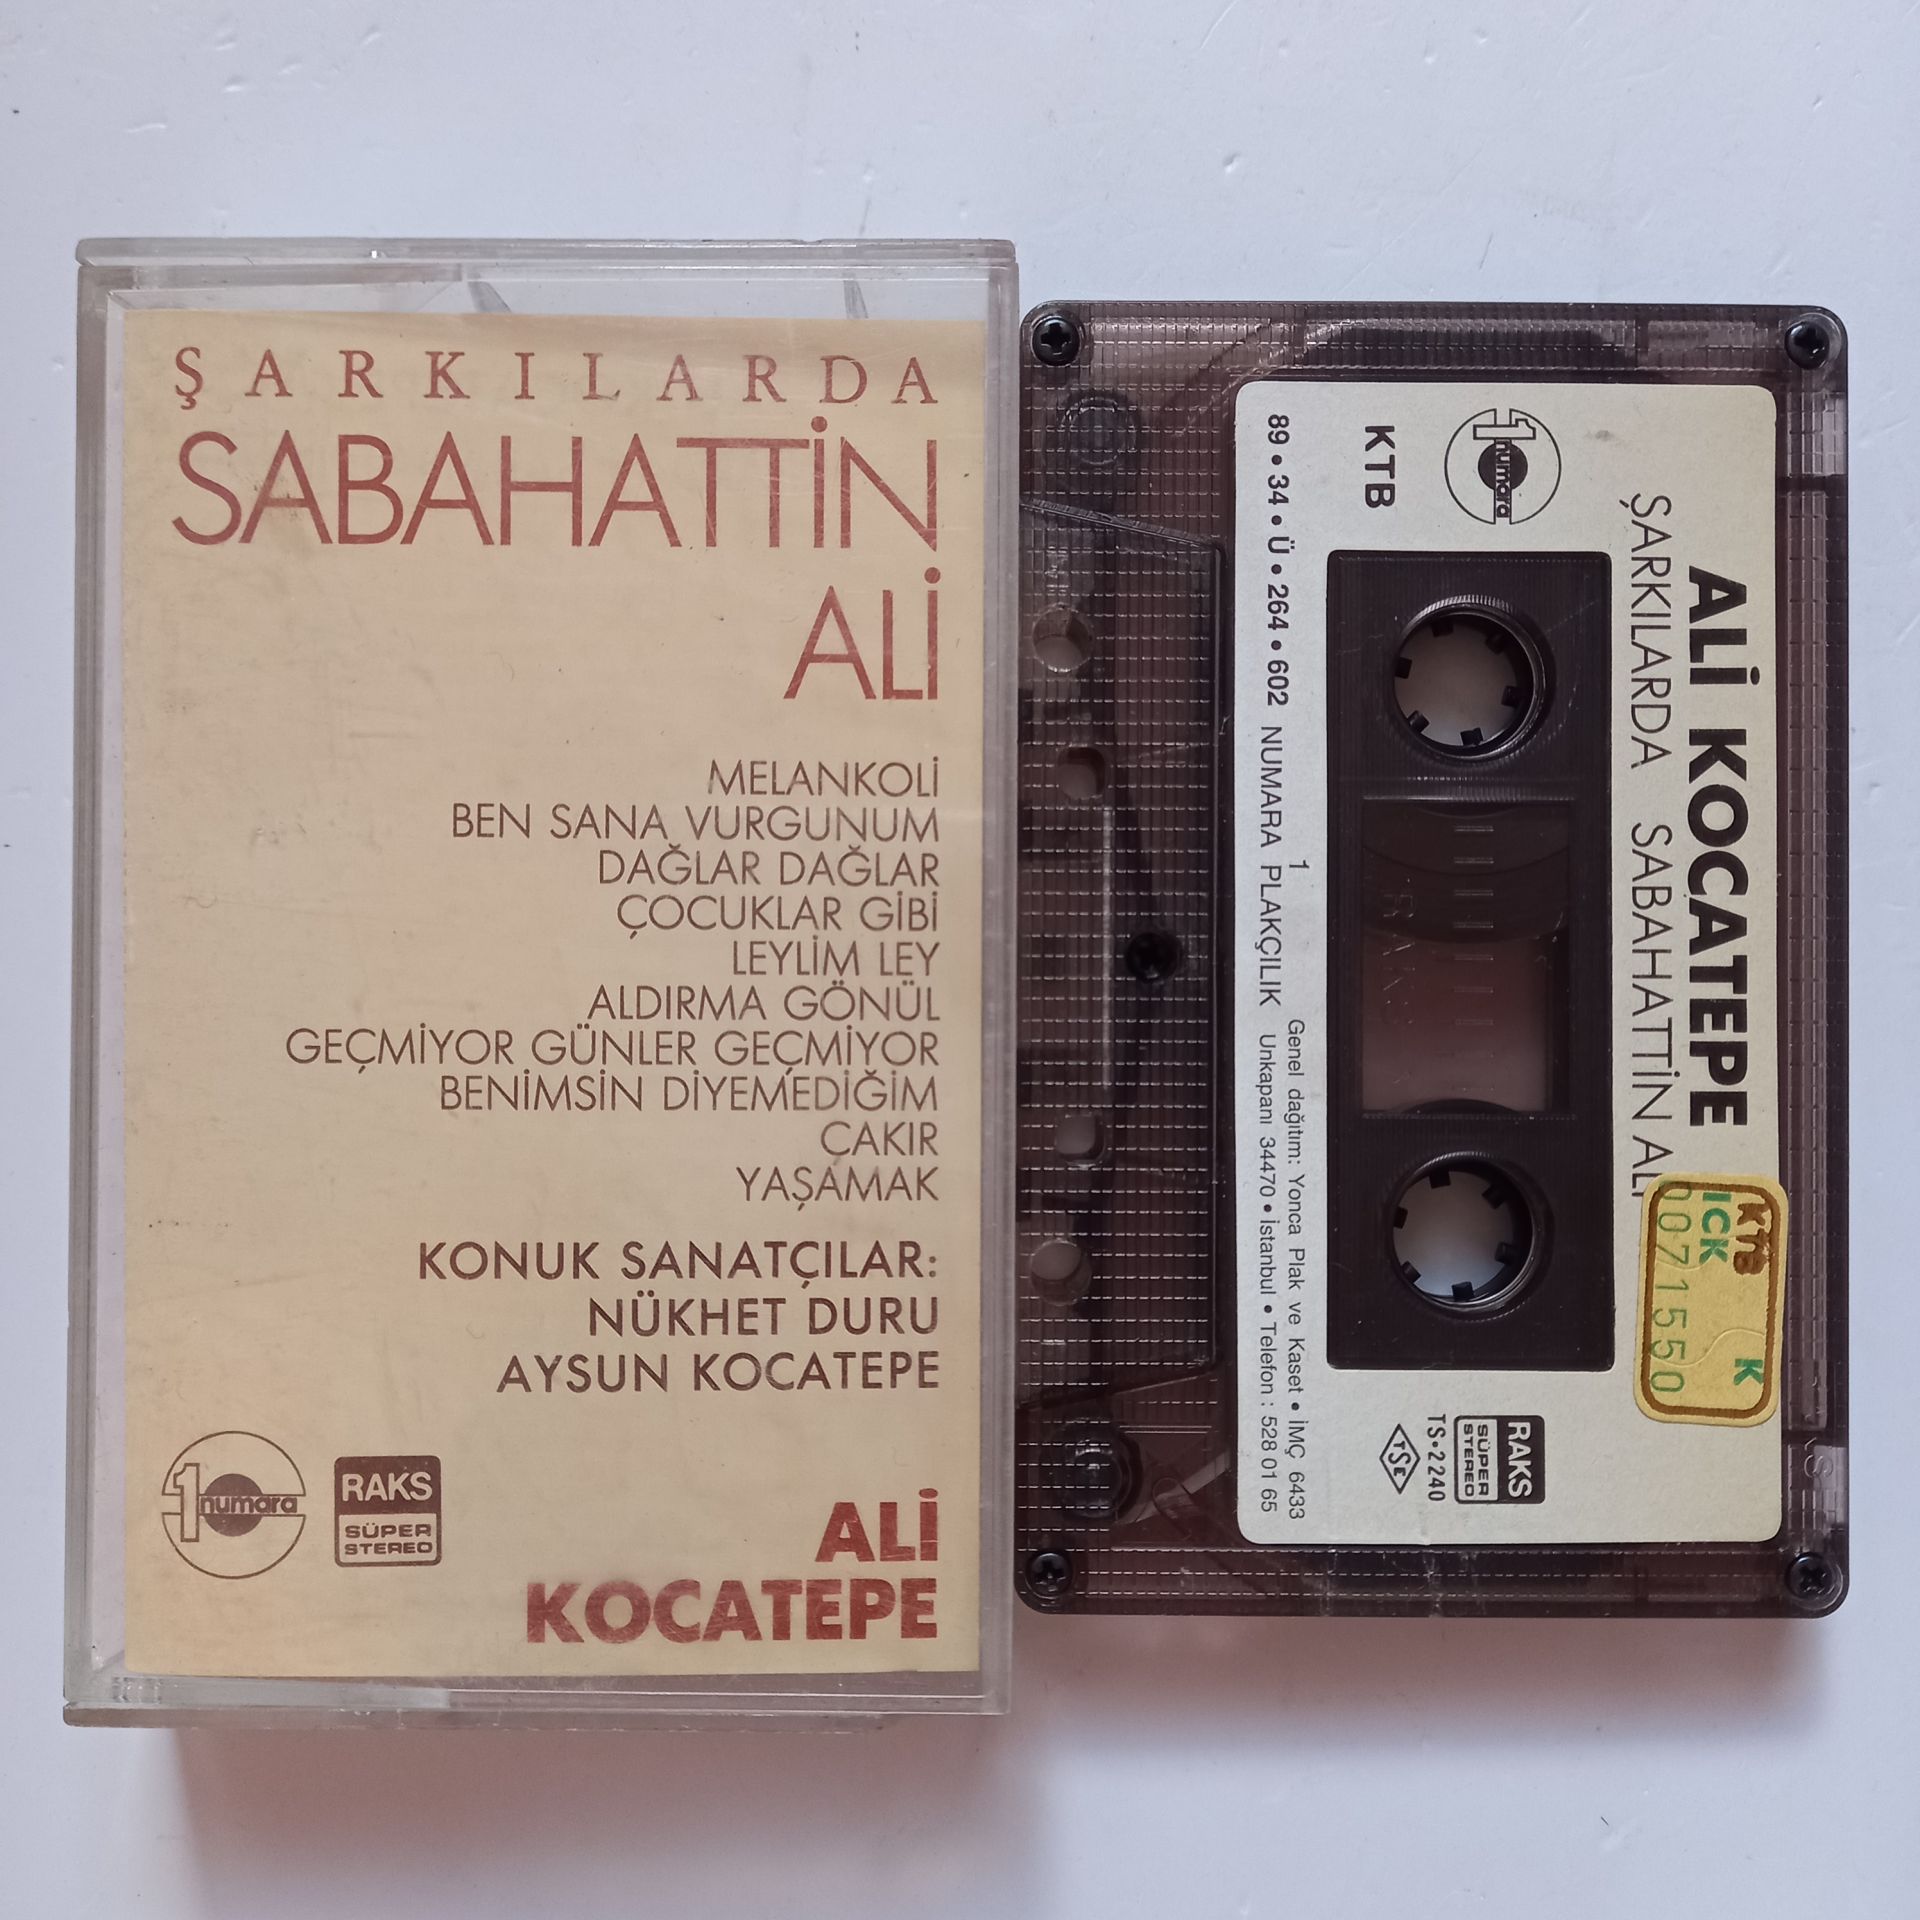 ŞARKILARDA
SABAHATTİN
ALİ
MELANKOLİ
BEN SANA VURGUNUM
DAĞLAR DAĞLAR
ÇOCUKLAR GİBİ
LEYLİM LEY
ALDIRMA GÖNÜL
GEÇMİYOR GÜNLER GEÇMİYOR
BENİMSİN DİYEMEDİĞİM
ÇAKIR
YAŞAMAK
KONUK SANATÇILAR:
NÜKHET DURU
AYSUN KOCATEPE
1 numara
RAKS
SÜPER
STEREO
ALİ
KOCATEPE
ALİ KOCATEPE
ŞARKILARDA SABAHATTİN ALİ
1 numara
KTB
89•34•Ü•264•602
1
NUMARA PLAKÇILIK
Genel dağıtım: Yonca Plak ve Kaset • İMÇ 6433
Unkapanı 34470 • İstanbul • Telefon : 528 01 65
RAKS
SÜPER
STEREO
TS•2240
TSE
KTB
ICK
K
0071550
RAKS